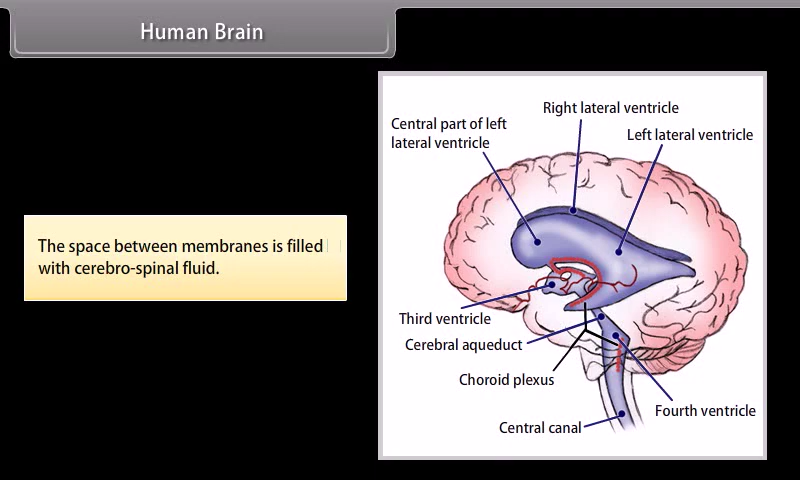 Human Brain
The space between membranes is filled
with cerebro-spinal fluid.
Right lateral ventricle
Central part of left
lateral ventricle
Left lateral ventricle
Third ventricle
Cerebral aqueduct
Choroid plexus
Fourth ventricle
Central canal